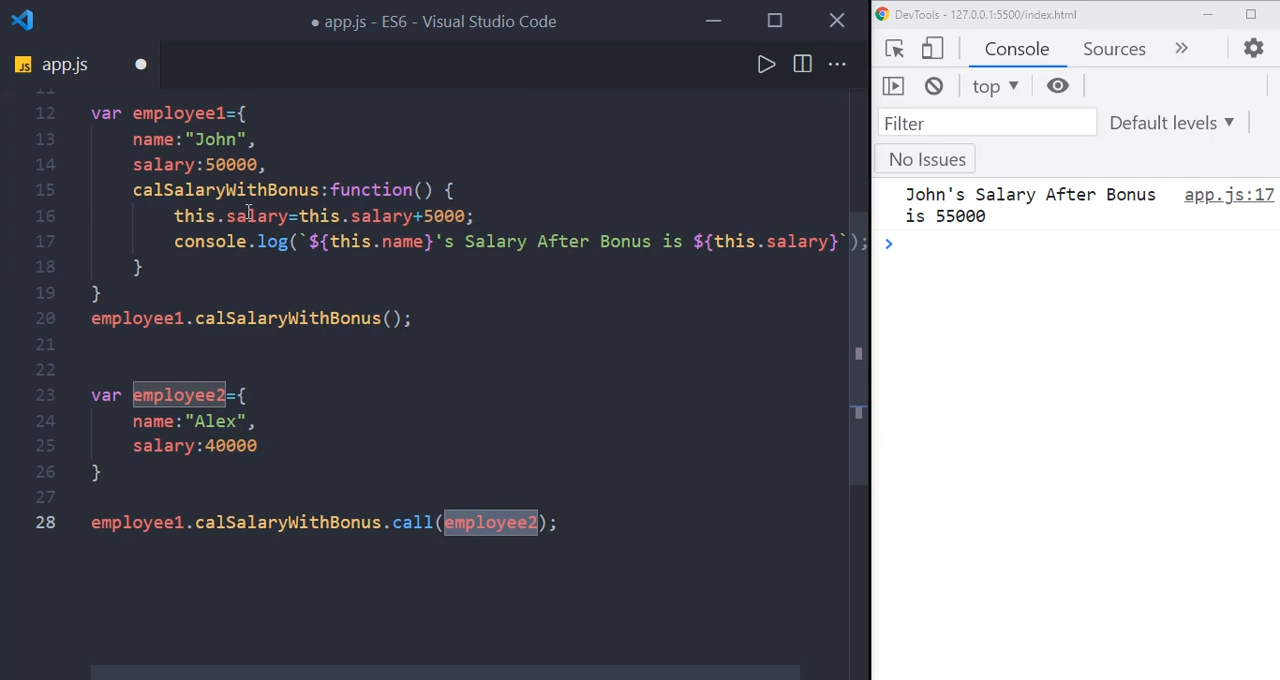 ● app.js - ES6 - Visual Studio Code
JS app.js ●
11
12 var employee1={
13 name:"John",
14 salary:50000,
15 calSalaryWithBonus:function() {
16 this.salary=this.salary+5000;
17 console.log(`${this.name}'s Salary After Bonus is ${this.salary}`);
18 }
19 }
20 employee1.calSalaryWithBonus();
21
22
23 var employee2={
24 name:"Alex",
25 salary:40000
26 }
27
28 employee1.calSalaryWithBonus.call(employee2);
DevTools - 127.0.0.1:5500/index.html
Console Sources »
top ▼
Filter Default levels ▼
No Issues
John's Salary After Bonus app.js:17
is 55000
>